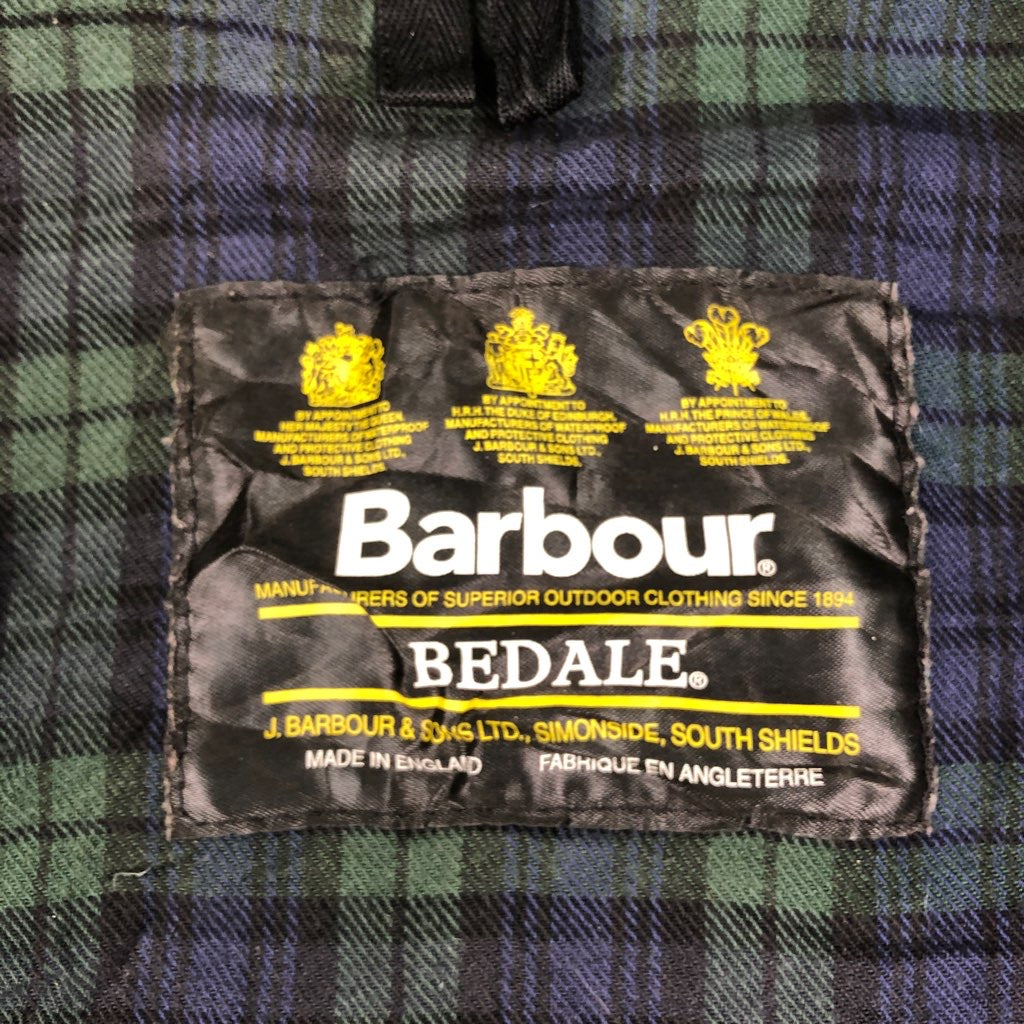 BY APPOINTMENT TO
HER MAJESTY THE QUEEN.
MANUFACTURERS OF WATERPROOF
AND PROTECTIVE CLOTHING
J. BARBOUR & SONS LTD.,
SOUTH SHIELDS.
BY APPOINTMENT TO
H.R.H. THE DUKE OF EDINBURGH.
MANUFACTURERS OF WATERPROOF
AND PROTECTIVE CLOTHING
J. BARBOUR & SONS LTD.,
SOUTH SHIELDS.
BY APPOINTMENT TO
H.R.H. THE PRINCE OF WALES.
MANUFACTURERS OF WATERPROOF
AND PROTECTIVE CLOTHING
J. BARBOUR & SONS LTD.,
SOUTH SHIELDS.
Barbour®
MANUFACTURERS OF SUPERIOR OUTDOOR CLOTHING SINCE 1894
BEDALE®
J. BARBOUR & SONS LTD., SIMONSIDE, SOUTH SHIELDS
MADE IN ENGLAND FABRIQUE EN ANGLETERRE